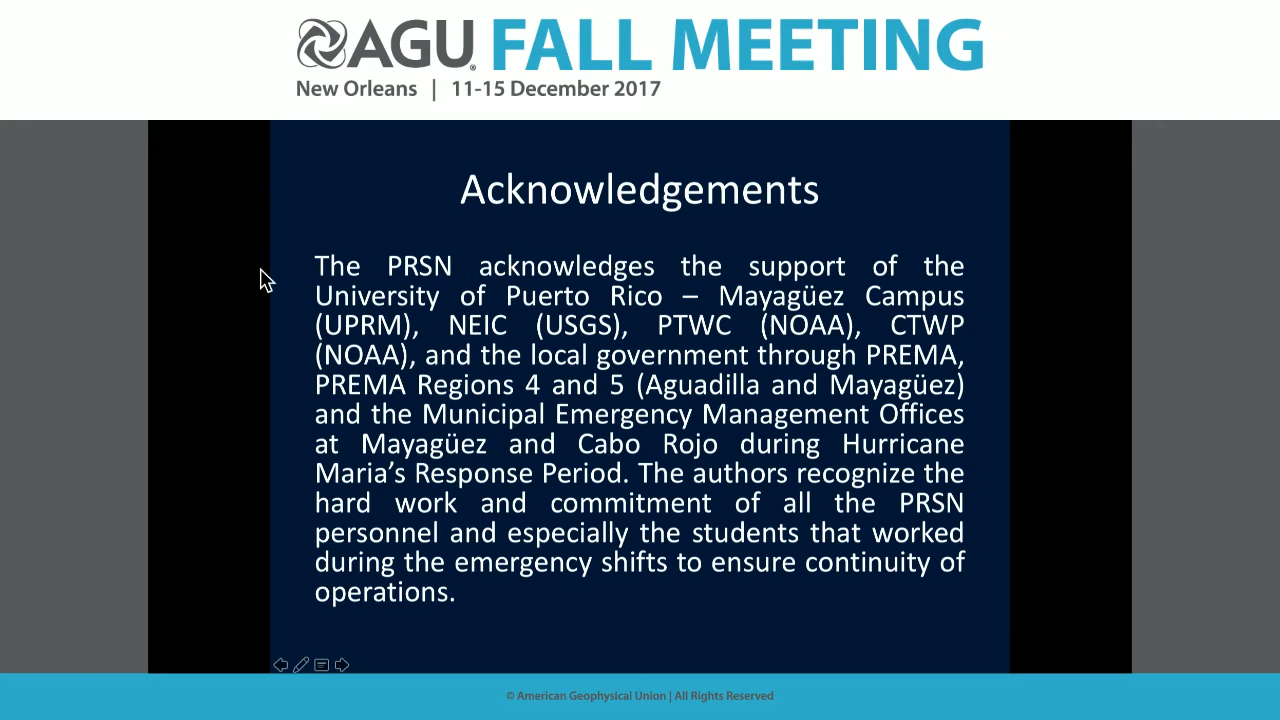 AGU FALL MEETING
New Orleans | 11-15 December 2017
Acknowledgements
The PRSN acknowledges the support of the
University of Puerto Rico – Mayagüez Campus
(UPRM), NEIC (USGS), PTWC (NOAA), CTWP
(NOAA), and the local government through PREMA,
PREMA Regions 4 and 5 (Aguadilla and Mayagüez)
and the Municipal Emergency Management Offices
at Mayagüez and Cabo Rojo during Hurricane
Maria's Response Period. The authors recognize the
hard work and commitment of all the PRSN
personnel and especially the students that worked
during the emergency shifts to ensure continuity of
operations.
© American Geophysical Union | All Rights Reserved